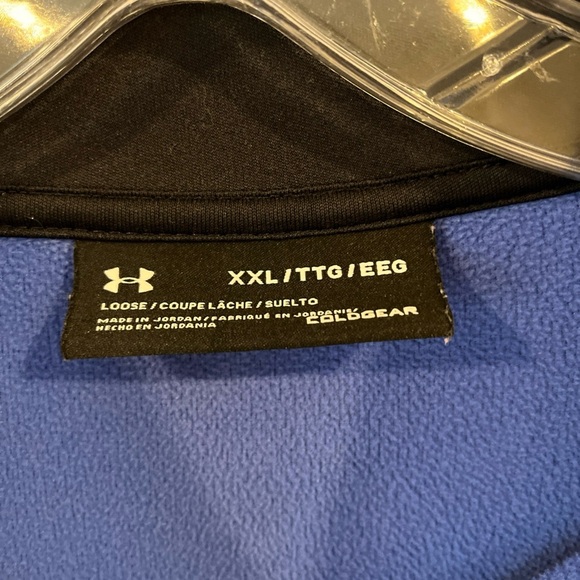 XXL/TTG/EEG
LOOSE / COUPE LÂCHE / SUELTO
MADE IN JORDAN / FABRIQUÉ EN JORDANIE/
HECHO EN JORDANIA
COLDGEAR